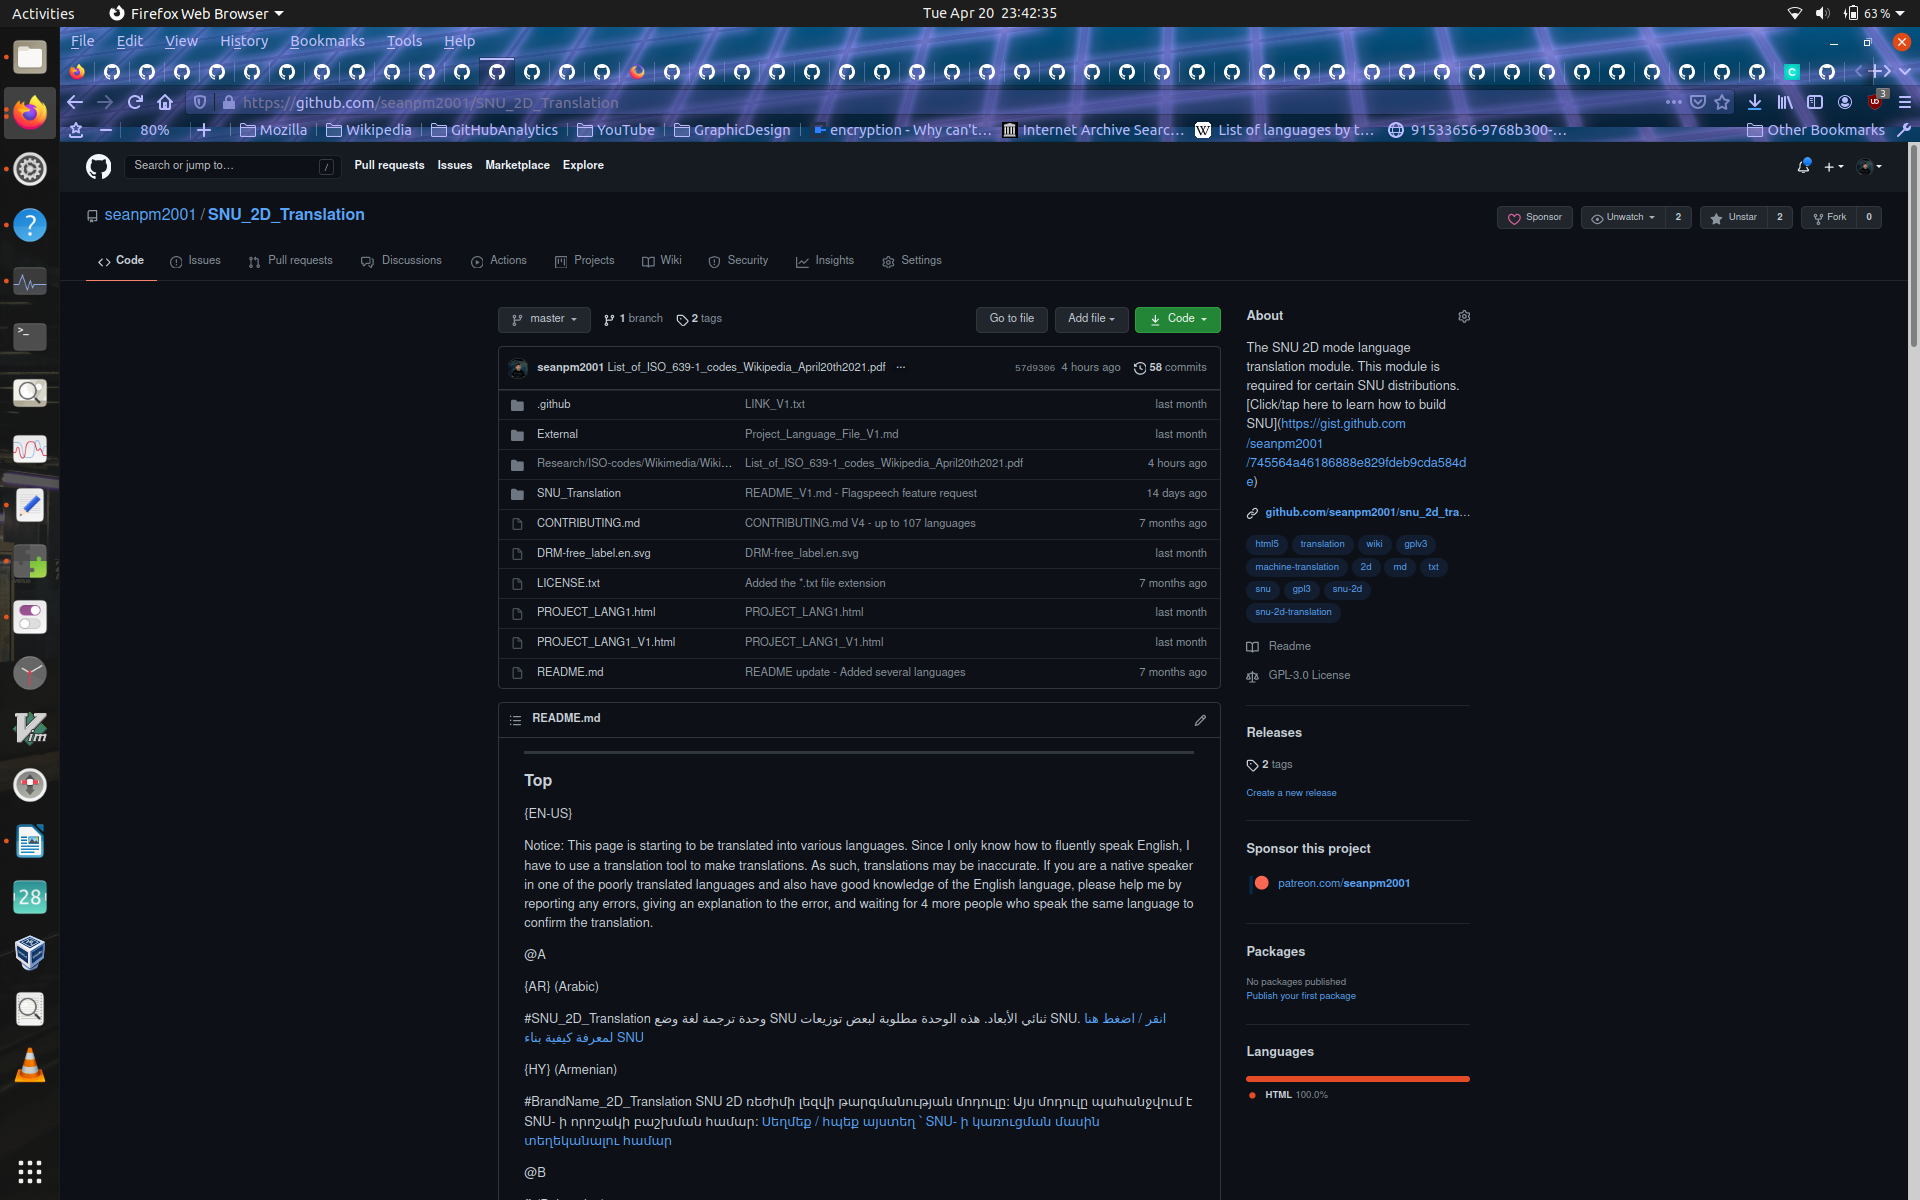 Activities
Firefox Web Browser
Tue Apr 20 23:42:35
63 %
File Edit View History Bookmarks Tools Help
https://github.com/seanpm2001/SNU_2D_Translation
3
80%
Mozilla
Wikipedia
GitHubAnalytics
YouTube
GraphicDesign
encryption - Why can't…
Internet Archive Searc…
List of languages by t…
91533656-9768b300-…
Other Bookmarks
Search or jump to…
/
Pull requests Issues Marketplace Explore
seanpm2001 / SNU_2D_Translation
Sponsor
Unwatch 2
Unstar 2
Fork 0
Code
Issues
Pull requests
Discussions
Actions
Projects
Wiki
Security
Insights
Settings
master
1 branch
2 tags
Go to file
Add file
Code
seanpm2001 List_of_ISO_639-1_codes_Wikipedia_April20th2021.pdf ···
57d9306 4 hours ago
58 commits
.github LINK_V1.txt last month
External Project_Language_File_V1.md last month
Research/ISO-codes/Wikimedia/Wiki… List_of_ISO_639-1_codes_Wikipedia_April20th2021.pdf 4 hours ago
SNU_Translation README_V1.md - Flagspeech feature request 14 days ago
CONTRIBUTING.md CONTRIBUTING.md V4 - up to 107 languages 7 months ago
DRM-free_label.en.svg DRM-free_label.en.svg last month
LICENSE.txt Added the *.txt file extension 7 months ago
PROJECT_LANG1.html PROJECT_LANG1.html last month
PROJECT_LANG1_V1.html PROJECT_LANG1_V1.html last month
README.md README update - Added several languages 7 months ago
README.md
Top
{EN-US}
Notice: This page is starting to be translated into various languages. Since I only know how to fluently speak English, I
have to use a translation tool to make translations. As such, translations may be inaccurate. If you are a native speaker
in one of the poorly translated languages and also have good knowledge of the English language, please help me by
reporting any errors, giving an explanation to the error, and waiting for 4 more people who speak the same language to
confirm the translation.
@A
{AR} (Arabic)
#SNU_2D_Translation وحدة ترجمة لغة وضع SNU ثنائي الأبعاد. هذه الوحدة مطلوبة لبعض توزيعات SNU. انقر / اضغط هنا
لمعرفة كيفية بناء SNU
{HY} (Armenian)
#BrandName_2D_Translation SNU 2D ռեժիմի լեզվի թարգմանության մոդուլը: Այս մոդուլը պահանջվում է
SNU- ի որոշակի բաշխման համար: Սեղմեք / հպեք այստեղ ՝ SNU- ի կառուցման մասին
տեղեկանալու համար
@B
About
The SNU 2D mode language
translation module. This module is
required for certain SNU distributions.
[Click/tap here to learn how to build
SNU](https://gist.github.com
/seanpm2001
/745564a46186888e829fdeb9cda584d
e)
github.com/seanpm2001/snu_2d_tra…
html5 translation wiki gplv3
machine-translation 2d md txt
snu gpl3 snu-2d
snu-2d-translation
Readme
GPL-3.0 License
Releases
2 tags
Create a new release
Sponsor this project
patreon.com/seanpm2001
Packages
No packages published
Publish your first package
Languages
HTML 100.0%
28